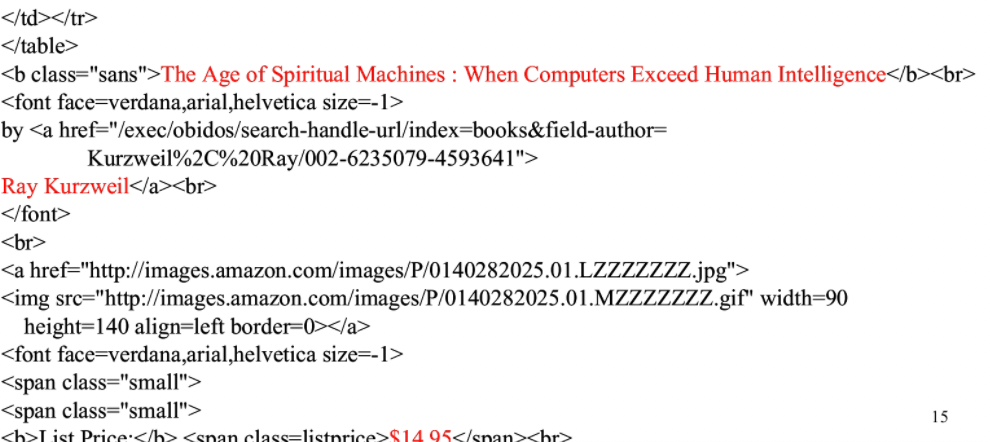 </td></tr>
</table>
<b class="sans">The Age of Spiritual Machines : When Computers Exceed Human Intelligence</b><br>
<font face=verdana,arial,helvetica size=-1>
by <a href="/exec/obidos/search-handle-url/index=books&field-author=
Kurzweil%2C%20Ray/002-6235079-4593641">
Ray Kurzweil</a><br>
</font>
<br>
<a href="http://images.amazon.com/images/P/0140282025.01.LZZZZZZZ.jpg">
<img src="http://images.amazon.com/images/P/0140282025.01.MZZZZZZZ.gif" width=90
height=140 align=left border=0></a>
<font face=verdana,arial,helvetica size=-1>
<span class="small">
<span class="small">
15
<b>List Price:</b> <span class=listprice>$14.95</span><br>